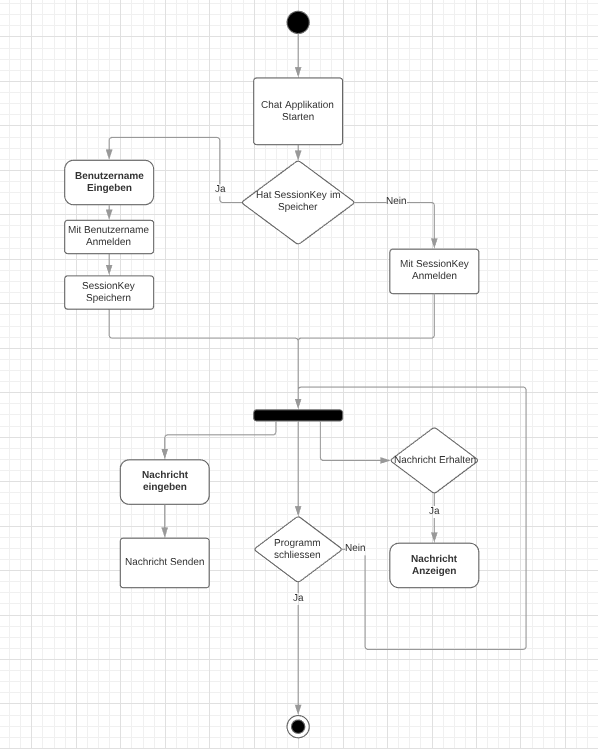 Chat Applikation
Starten
Benutzername
Eingeben
Ja
Hat SessionKey im
Speicher
Nein
Mit Benutzername
Anmelden
Mit SessionKey
Anmelden
SessionKey
Speichern
Nachricht
eingeben
Nachricht Erhalten
Ja
Programm
schliessen
Nein
Nachricht Senden
Nachricht
Anzeigen
Ja